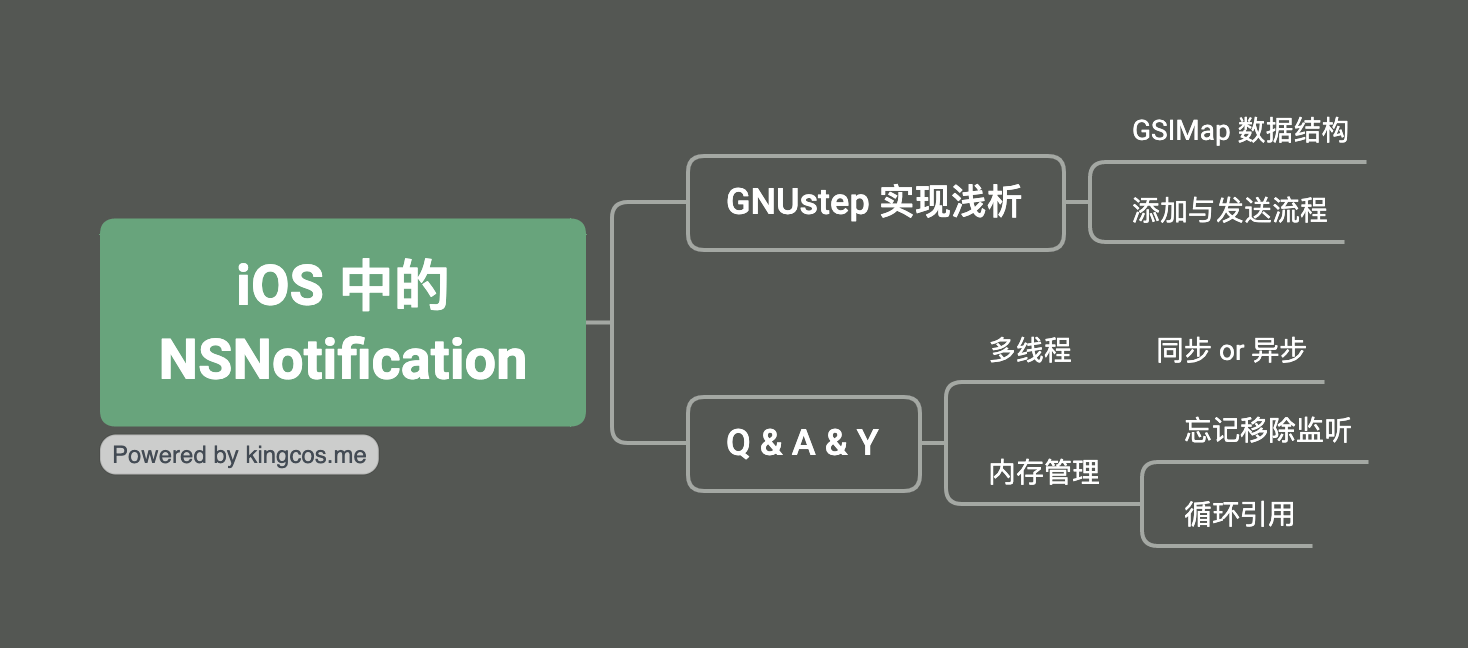 iOS 中的
NSNotification
Powered by kingcos.me
GNUstep 实现浅析
GSIMap 数据结构
添加与发送流程
Q & A & Y
多线程
同步 or 异步
内存管理
忘记移除监听
循环引用